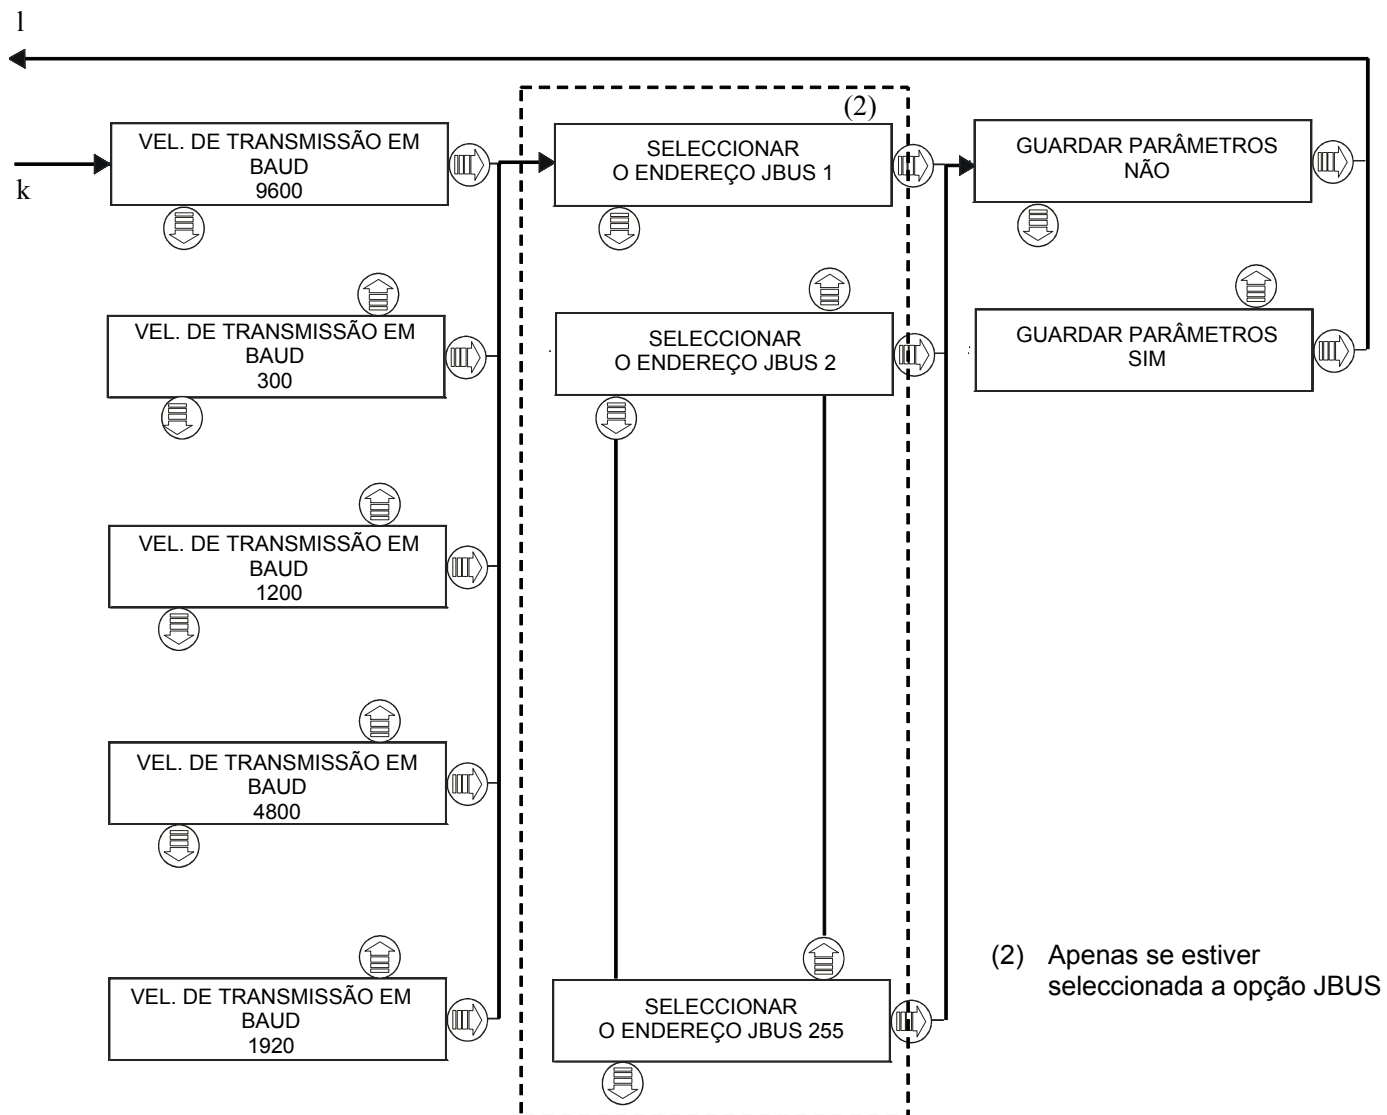 l
k
VEL. DE TRANSMISSÃO EM
BAUD
9600
VEL. DE TRANSMISSÃO EM
BAUD
300
VEL. DE TRANSMISSÃO EM
BAUD
1200
VEL. DE TRANSMISSÃO EM
BAUD
4800
VEL. DE TRANSMISSÃO EM
BAUD
1920
(2)
SELECCIONAR
O ENDEREÇO JBUS 1
SELECCIONAR
O ENDEREÇO JBUS 2
SELECCIONAR
O ENDEREÇO JBUS 255
GUARDAR PARÂMETROS
NÃO
GUARDAR PARÂMETROS
SIM
(2) Apenas se estiver
seleccionada a opção JBUS